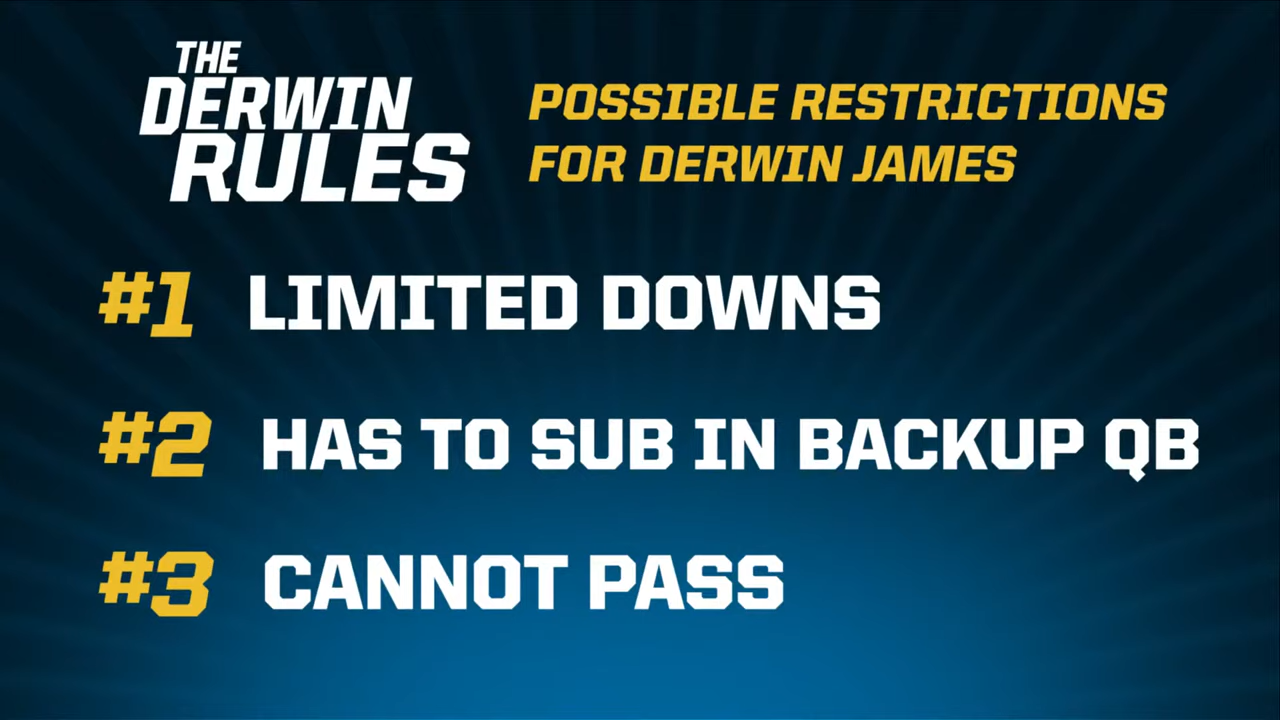 THE
DERWIN
RULES
POSSIBLE RESTRICTIONS
FOR DERWIN JAMES
#1 LIMITED DOWNS
#2 HAS TO SUB IN BACKUP QB
#3 CANNOT PASS